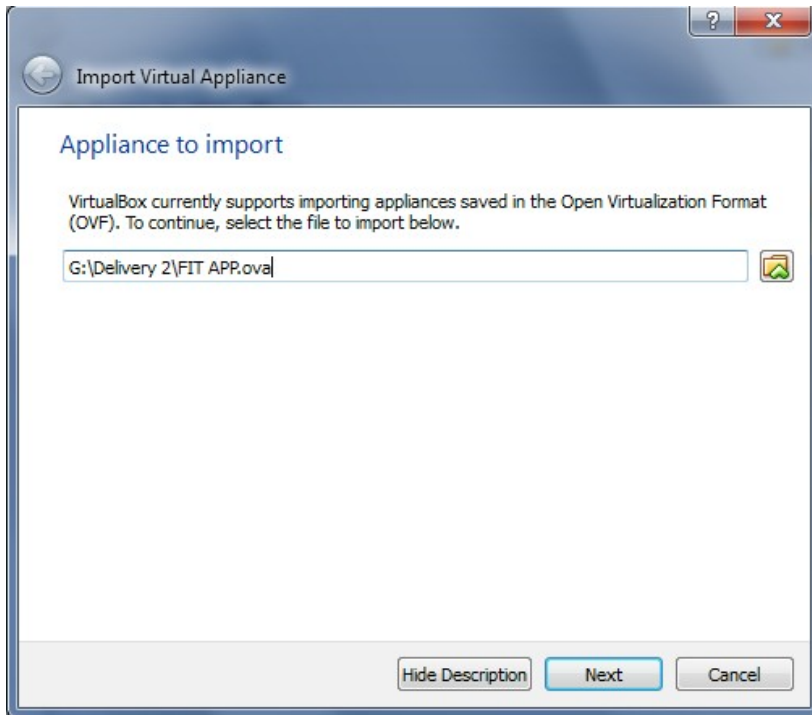 ?
X
Import Virtual Appliance
Appliance to import
VirtualBox currently supports importing appliances saved in the Open Virtualization Format
(OVF). To continue, select the file to import below.
G:\Delivery 2\FIT APP.ova
Hide Description Next Cancel